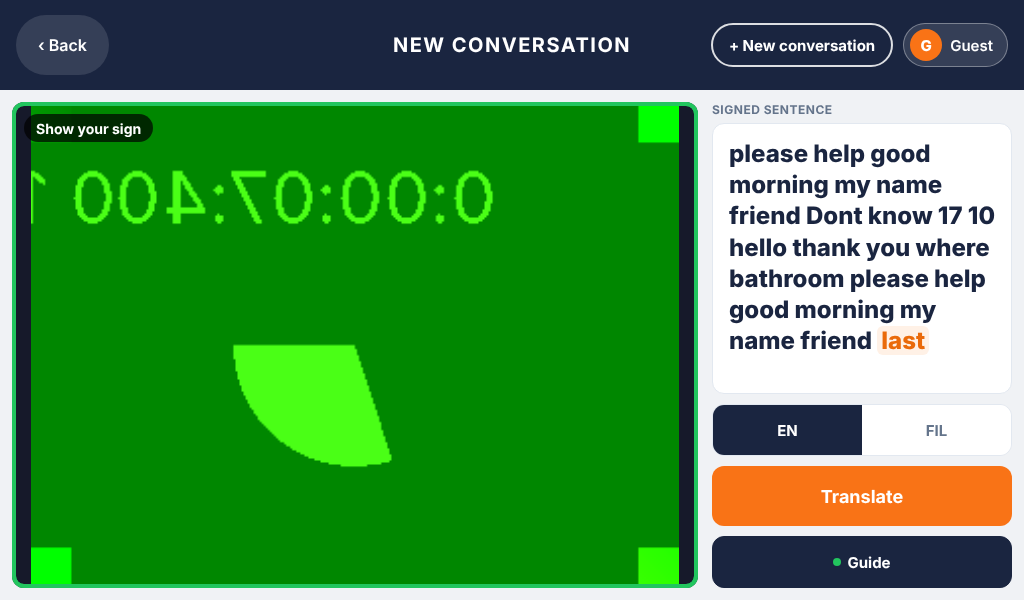 ‹ Back
NEW CONVERSATION
+ New conversation
G Guest
Show your sign
0:00:07:400 1
SIGNED SENTENCE
please help good
morning my name
friend Dont know 17 10
hello thank you where
bathroom please help
good morning my
name friend last
EN
FIL
Translate
Guide